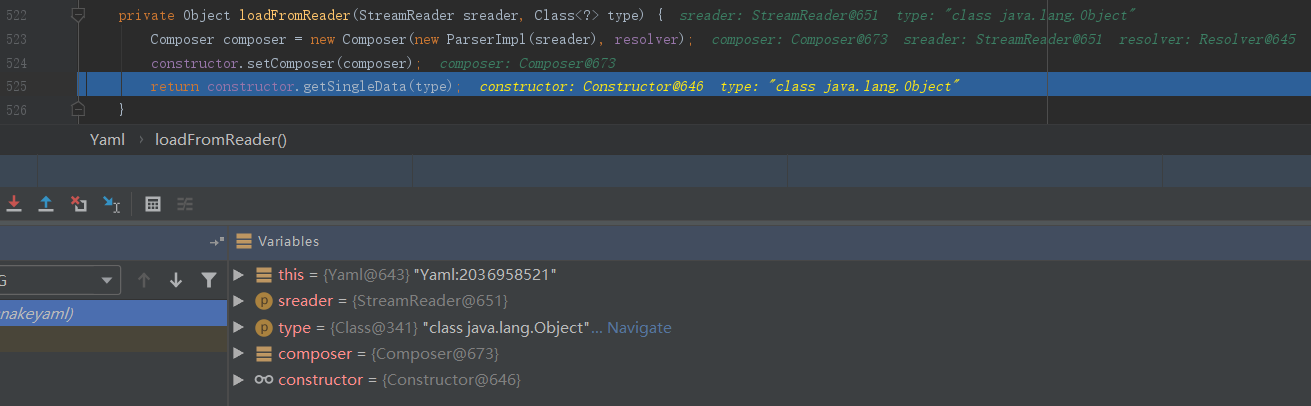 522 private Object loadFromReader(StreamReader sreader, Class<?> type) { sreader: StreamReader@651 type: "class java.lang.Object"
523 Composer composer = new Composer(new ParserImpl(sreader), resolver); composer: Composer@673 sreader: StreamReader@651 resolver: Resolver@645
524 constructor.setComposer(composer); composer: Composer@673
525 return constructor.getSingleData(type); constructor: Constructor@646 type: "class java.lang.Object"
526 }
Yaml › loadFromReader()
Variables
G
nakeyaml)
this = {Yaml@643} "Yaml:2036958521"
p sreader = {StreamReader@651}
p type = {Class@341} "class java.lang.Object"... Navigate
composer = {Composer@673}
constructor = {Constructor@646}